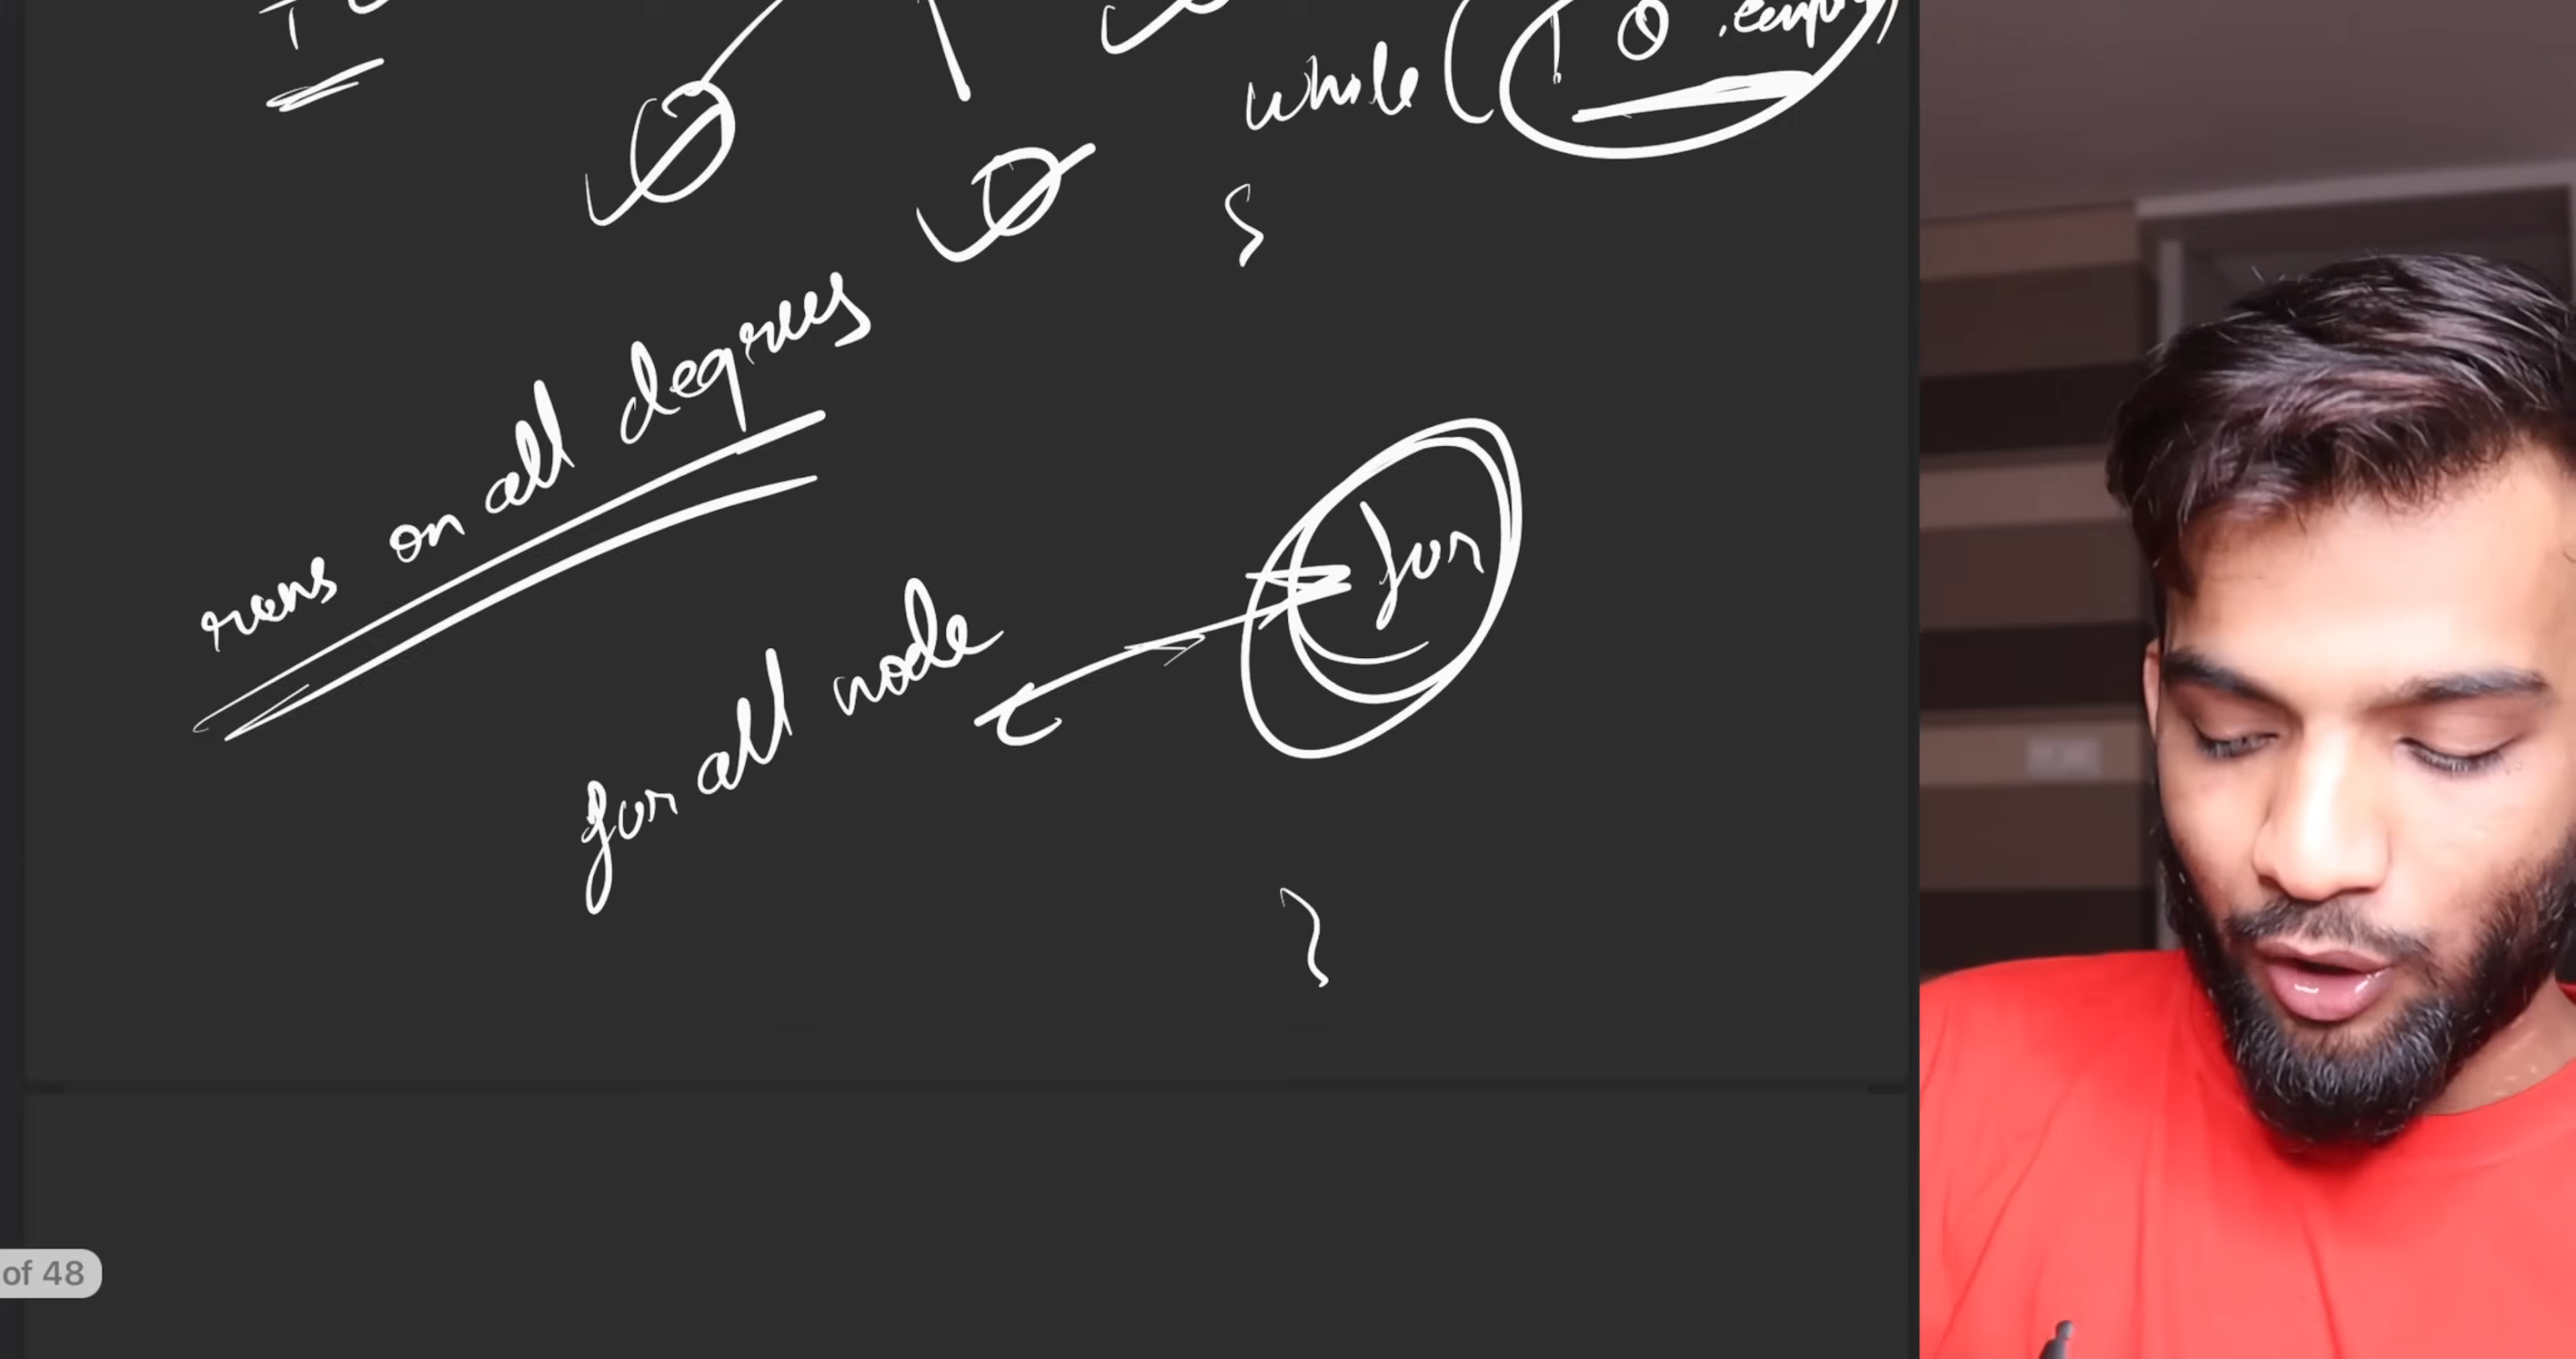 while ( ! Q .empty
{
runs on all degrees
for
for all node
}
of 48